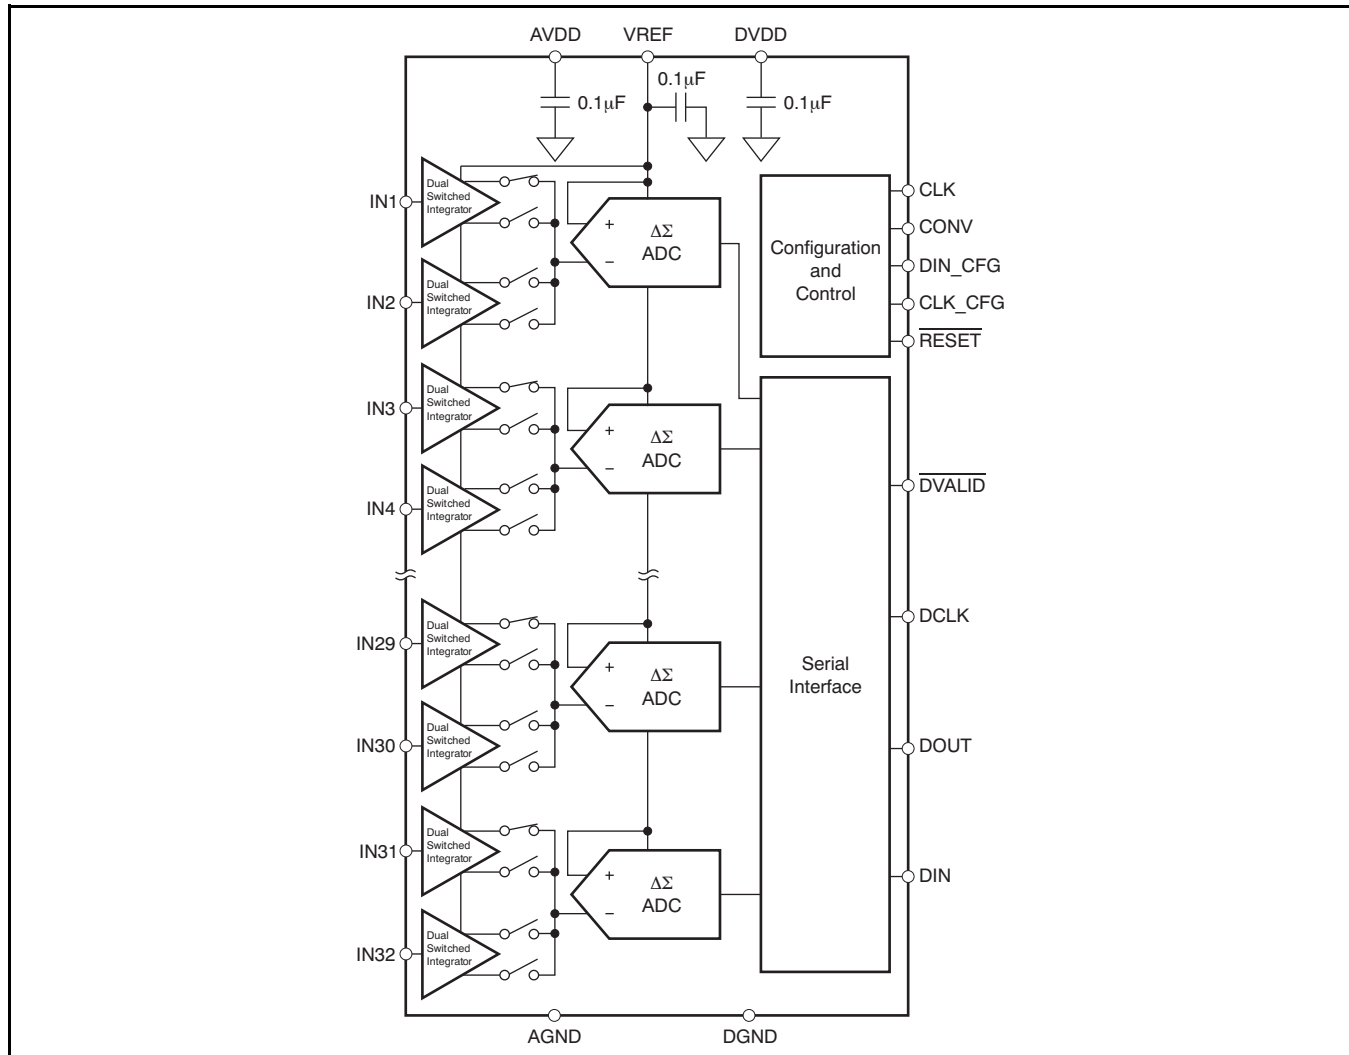 AVDD VREF DVDD
0.1μF
0.1μF
0.1μF
IN1
Dual
Switched
Integrator
+
−
ΔΣ
ADC
IN2
Dual
Switched
Integrator
Configuration
and
Control
CLK
CONV
DIN_CFG
CLK_CFG
RESET
IN3
Dual
Switched
Integrator
+
−
ΔΣ
ADC
IN4
Dual
Switched
Integrator
Serial
Interface
DVALID
DCLK
DOUT
DIN
IN29
Dual
Switched
Integrator
+
−
ΔΣ
ADC
IN30
Dual
Switched
Integrator
IN31
Dual
Switched
Integrator
+
−
ΔΣ
ADC
IN32
Dual
Switched
Integrator
AGND DGND